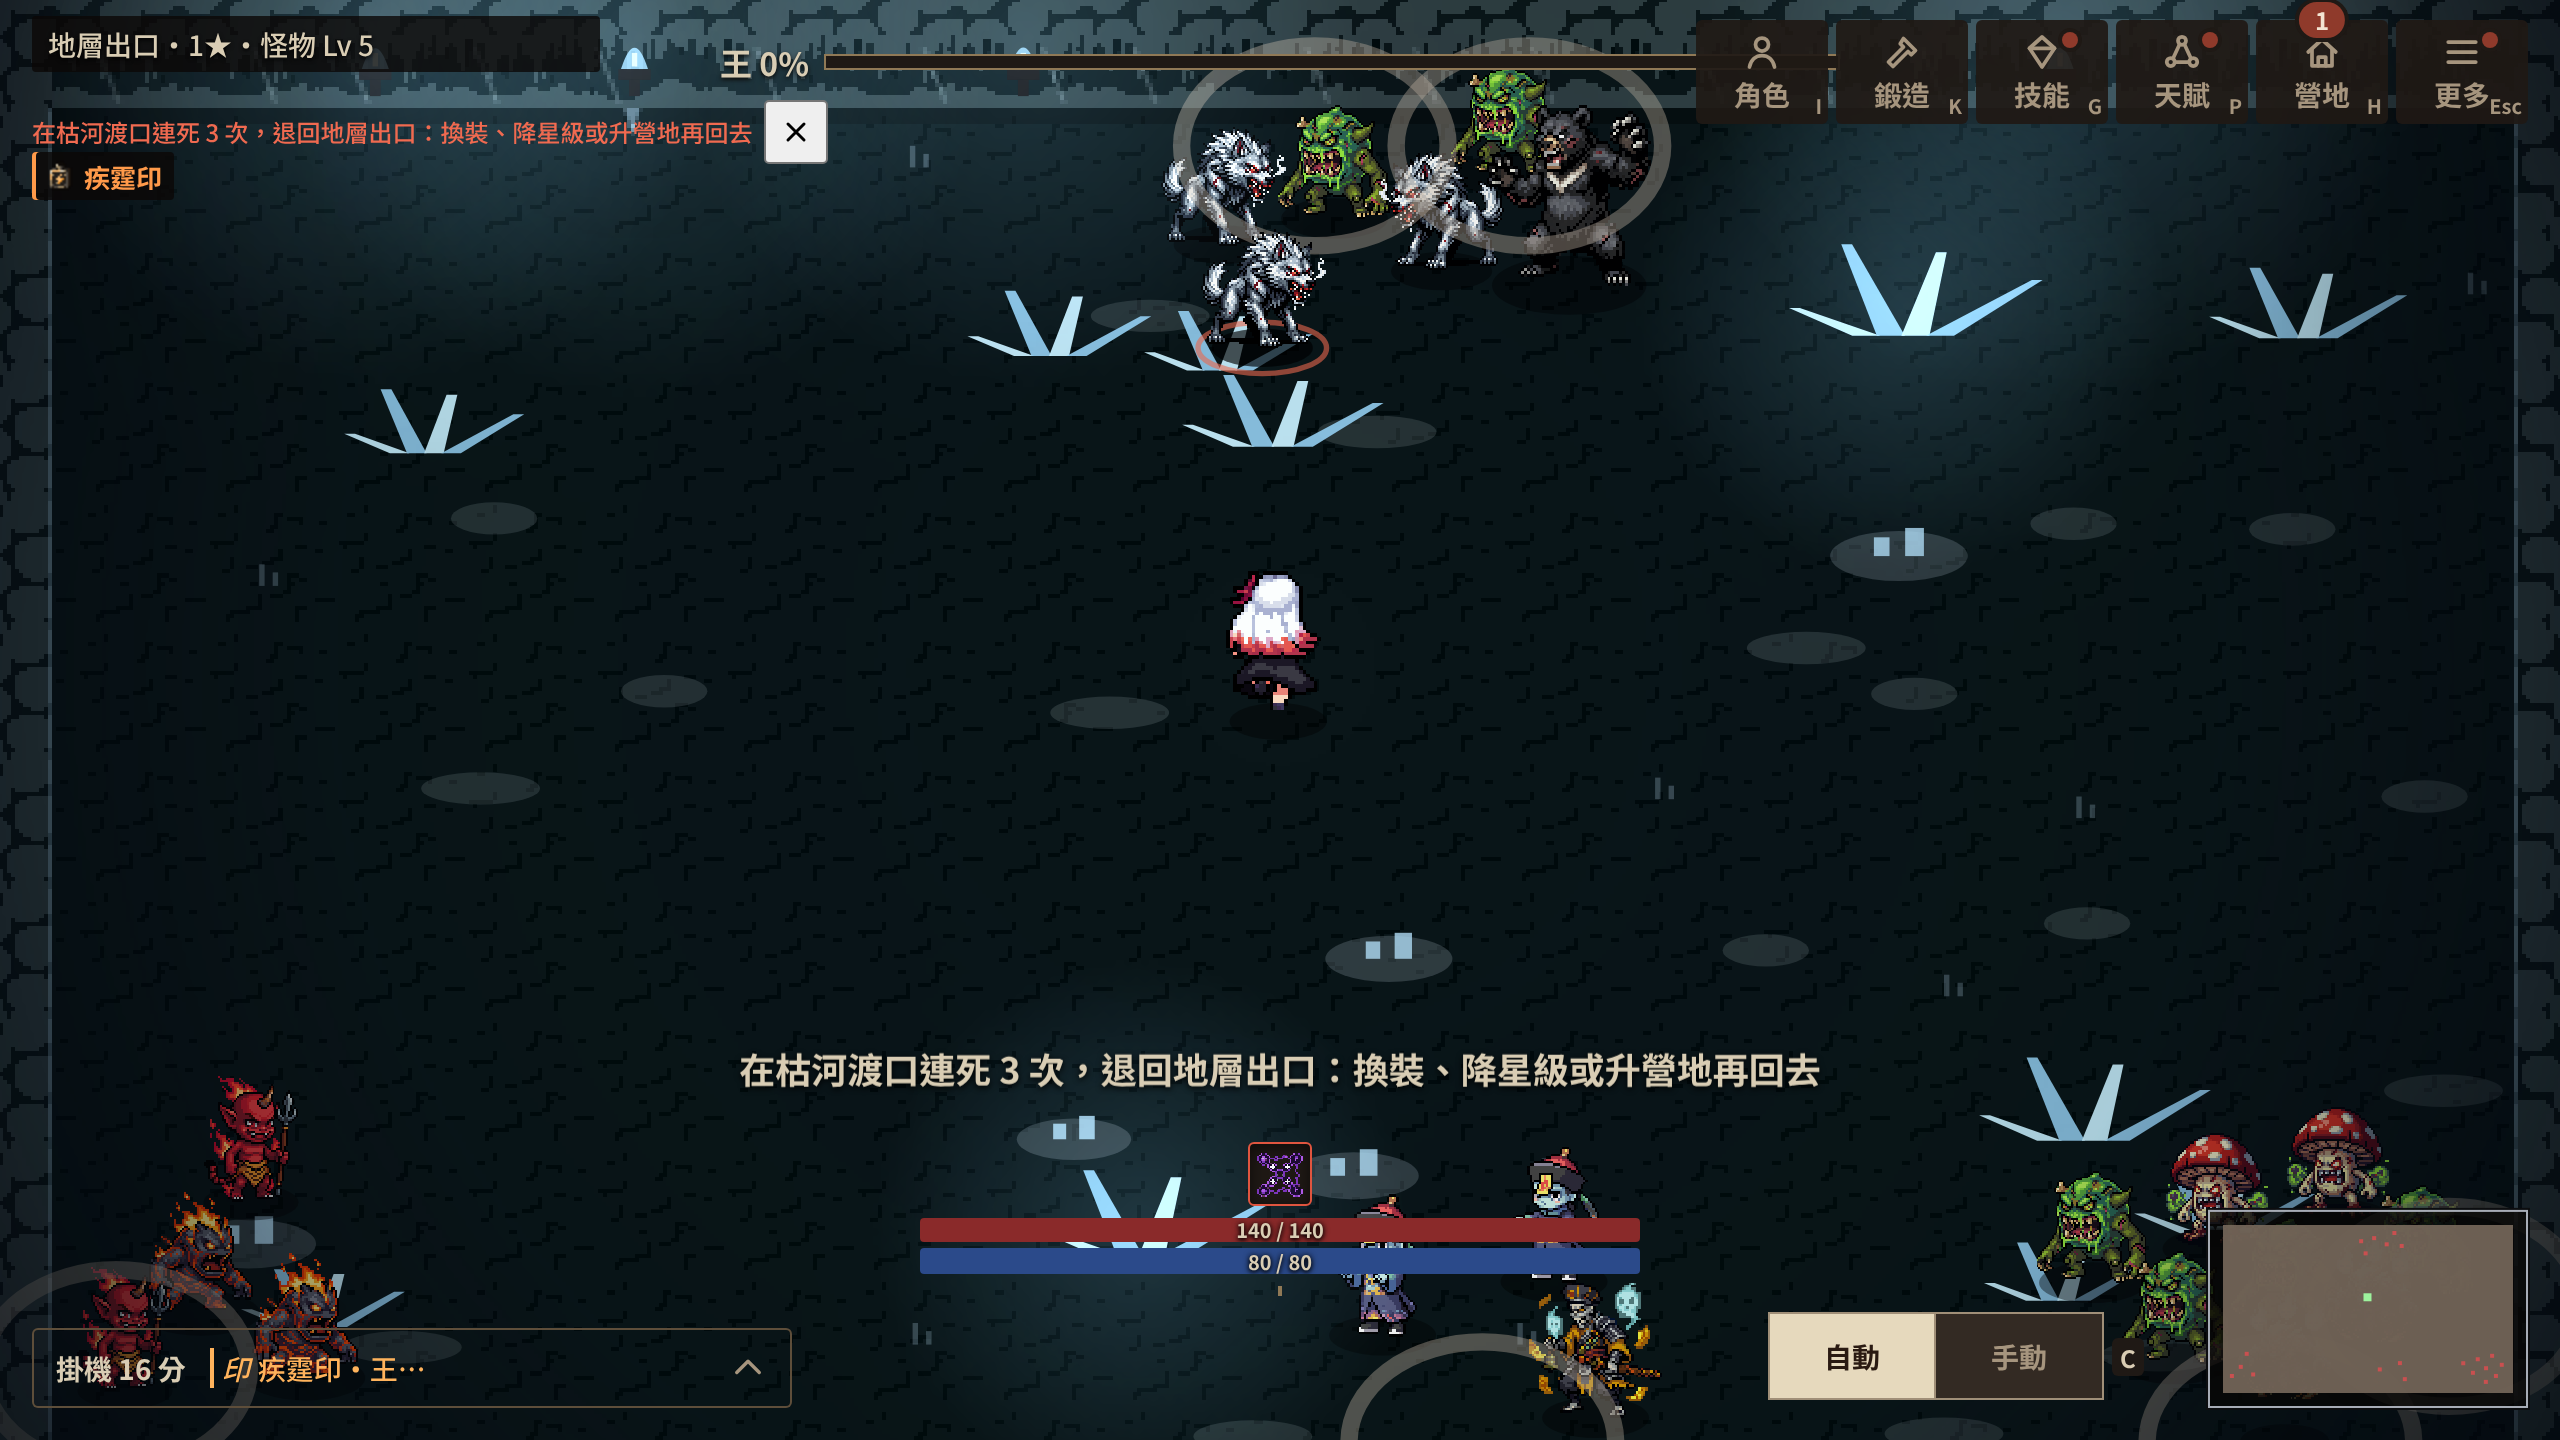 地層出口・1★・怪物 Lv 5
王 0%
角色 I
鍛造 K
技能 G
天賦 P
1
營地 H
更多 Esc
在枯河渡口連死 3 次，退回地層出口：換裝、降星級或升營地再回去
疾霆印
在枯河渡口連死 3 次，退回地層出口：換裝、降星級或升營地再回去
140 / 140
80 / 80
掛機 16 分
印 疾霆印・王…
自動
手動
C